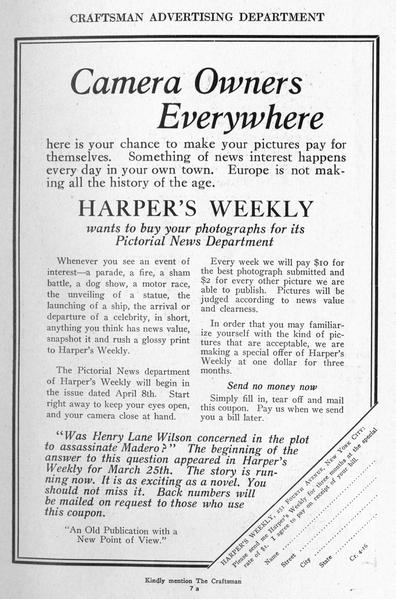 CRAFTSMAN ADVERTISING DEPARTMENT
Camera Owners
Everywhere
here is your chance to make your pictures pay for
themselves. Something of news interest happens
every day in your own town. Europe is not mak-
ing all the history of the age.
HARPER'S WEEKLY
wants to buy your photographs for its
Pictorial News Department
Whenever you see an event of
interest—a parade, a fire, a sham
battle, a dog show, a motor race,
the unveiling of a statue, the
launching of a ship, the arrival or
departure of a celebrity, in short,
anything you think has news value,
snapshot it and rush a glossy print
to Harper's Weekly.
The Pictorial News department
of Harper's Weekly will begin in
the issue dated April 8th. Start
right away to keep your eyes open,
and your camera close at hand.
Every week we will pay $10 for
the best photograph submitted and
$2 for every other picture we are
able to publish. Pictures will be
judged according to news value
and clearness.
In order that you may familiar-
ize yourself with the kind of pic-
tures that are acceptable, we are
making a special offer of Harper's
Weekly at one dollar for three
months.
Send no money now
Simply fill in, tear off and mail
this coupon. Pay us when we send
you a bill later.
"Was Henry Lane Wilson concerned in the plot
to assassinate Madero?" The beginning of the
answer to this question appeared in Harper's
Weekly for March 25th. The story is run-
ning now. It is as exciting as a novel. You
should not miss it. Back numbers will
be mailed on request to those who use
this coupon.
"An Old Publication with a
New Point of View."
HARPER'S WEEKLY, 251 FOURTH AVENUE, NEW YORK CITY:
Please send me Harper's Weekly for three months at the special
rate of $1. I agree to pay on receipt of your bill.
Name
Street
City
State
Cr. 4-16
Kindly mention The Craftsman
7 a